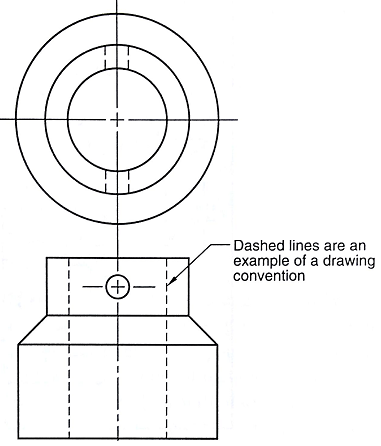 Dashed lines are an
example of a drawing
convention